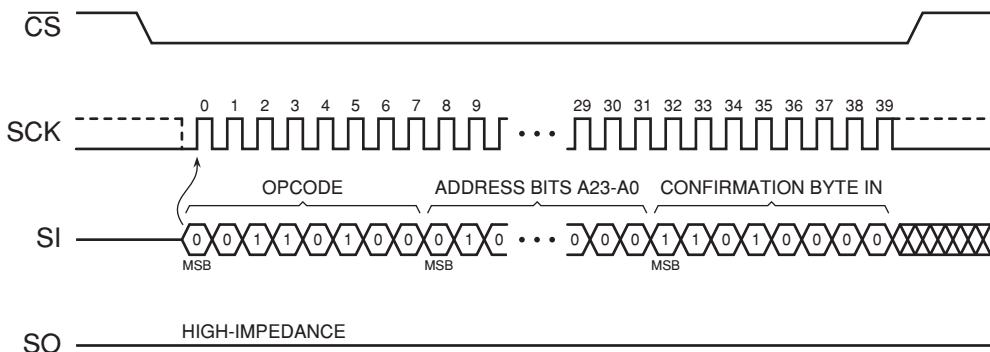 CS
0 1 2 3 4 5 6 7 8 9 29 30 31 32 33 34 35 36 37 38 39
SCK
OPCODE ADDRESS BITS A23-A0 CONFIRMATION BYTE IN
SI 0 0 1 1 0 1 0 0 0 1 0 0 0 0 1 1 0 1 0 0 0 0
MSB MSB MSB
HIGH-IMPEDANCE
SO